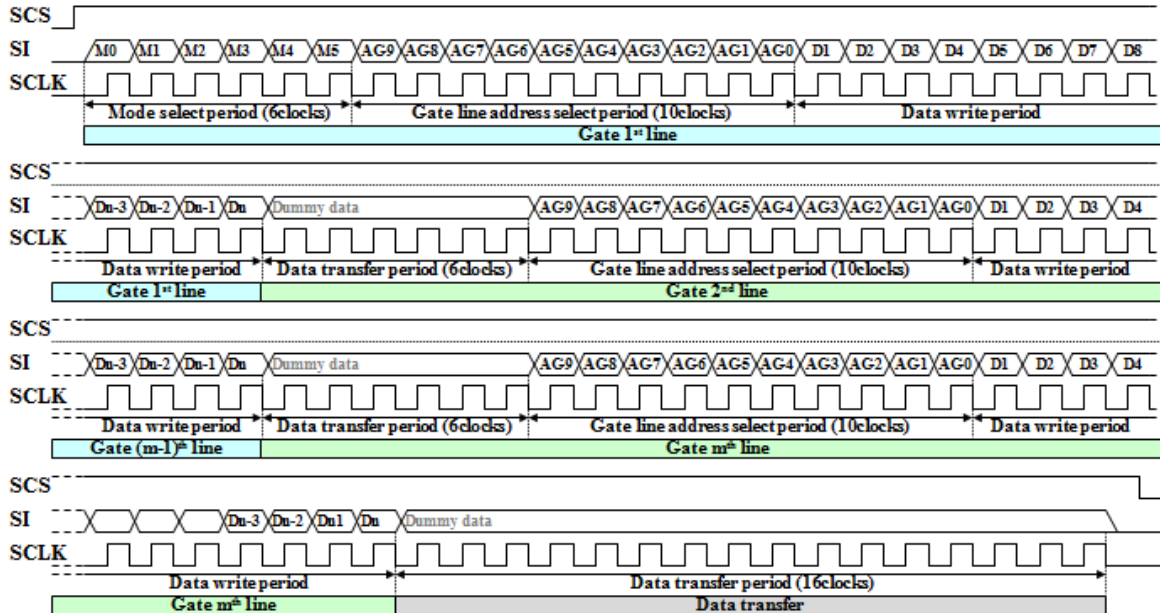 SCS
SI M0 M1 M2 M3 M4 M5 AG9 AG8 AG7 AG6 AG5 AG4 AG3 AG2 AG1 AG0 D1 D2 D3 D4 D5 D6 D7 D8
SCLK
Mode select period (6clocks) Gate line address select period (10clocks) Data write period
Gate 1st line
SCS
SI Dn-3 Dn-2 Dn-1 Dn Dummy data AG9 AG8 AG7 AG6 AG5 AG4 AG3 AG2 AG1 AG0 D1 D2 D3 D4
SCLK
Data write period Data transfer period (6clocks) Gate line address select period (10clocks) Data write period
Gate 1st line Gate 2nd line
SCS
SI Dn-3 Dn-2 Dn-1 Dn Dummy data AG9 AG8 AG7 AG6 AG5 AG4 AG3 AG2 AG1 AG0 D1 D2 D3 D4
SCLK
Data write period Data transfer period (6clocks) Gate line address select period (10clocks) Data write period
Gate (m-1)th line Gate mth line
SCS
SI Dn-3 Dn-2 Dn1 Dn Dummy data
SCLK
Data write period Data transfer period (16clocks)
Gate mth line Data transfer